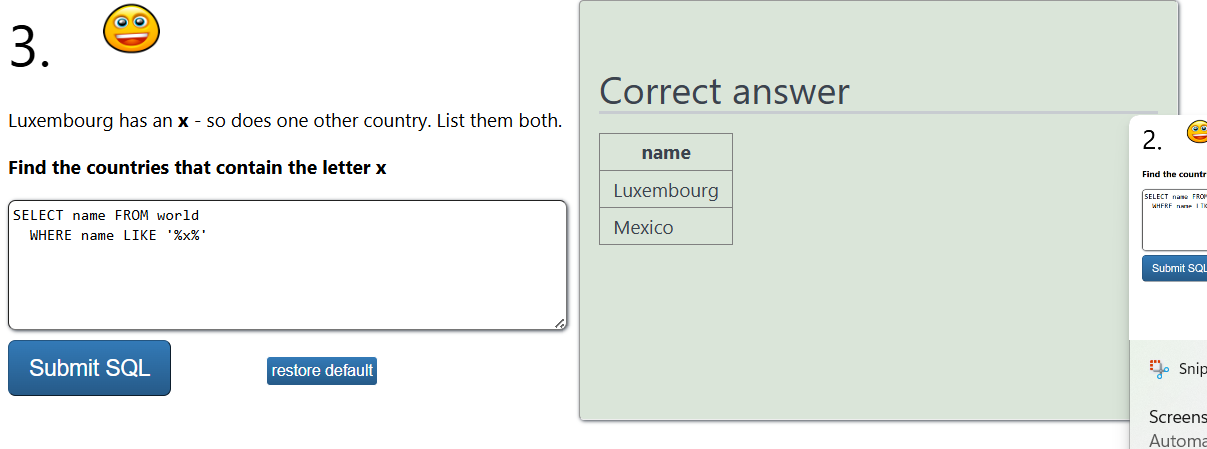 3.
Luxembourg has an x - so does one other country. List them both.
Find the countries that contain the letter x
SELECT name FROM world
WHERE name LIKE '%x%'
Submit SQL
restore default
Correct answer
name
Luxembourg
Mexico
2.
Find the countr
SELECT name FROM
WHERE name LIK
Submit SQL
Snip
Screens
Automa